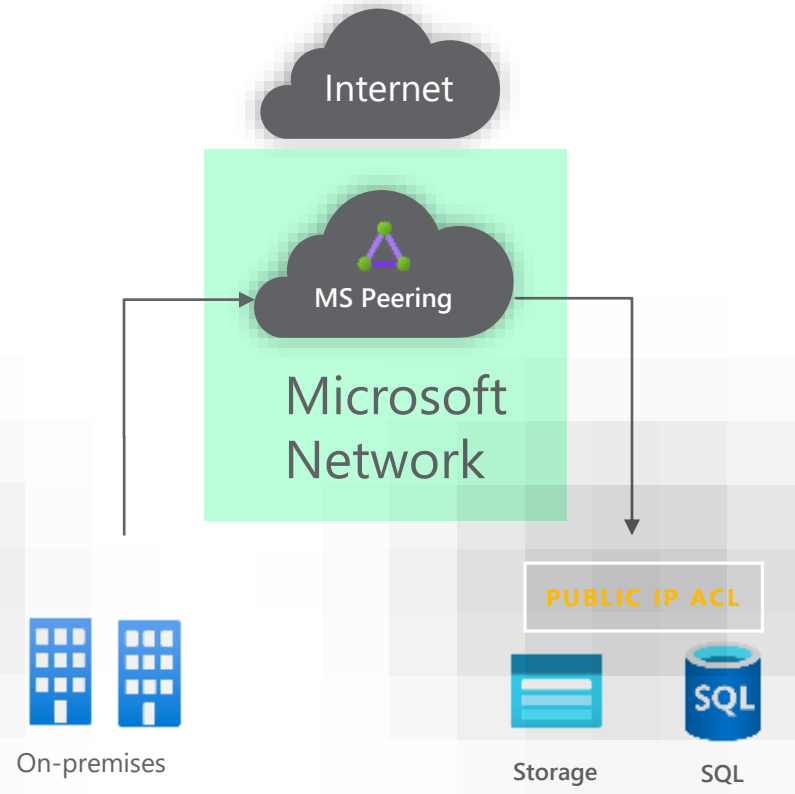 Internet
MS Peering
Microsoft
Network
PUBLIC IP ACL
SQL
On-premises
Storage
SQL